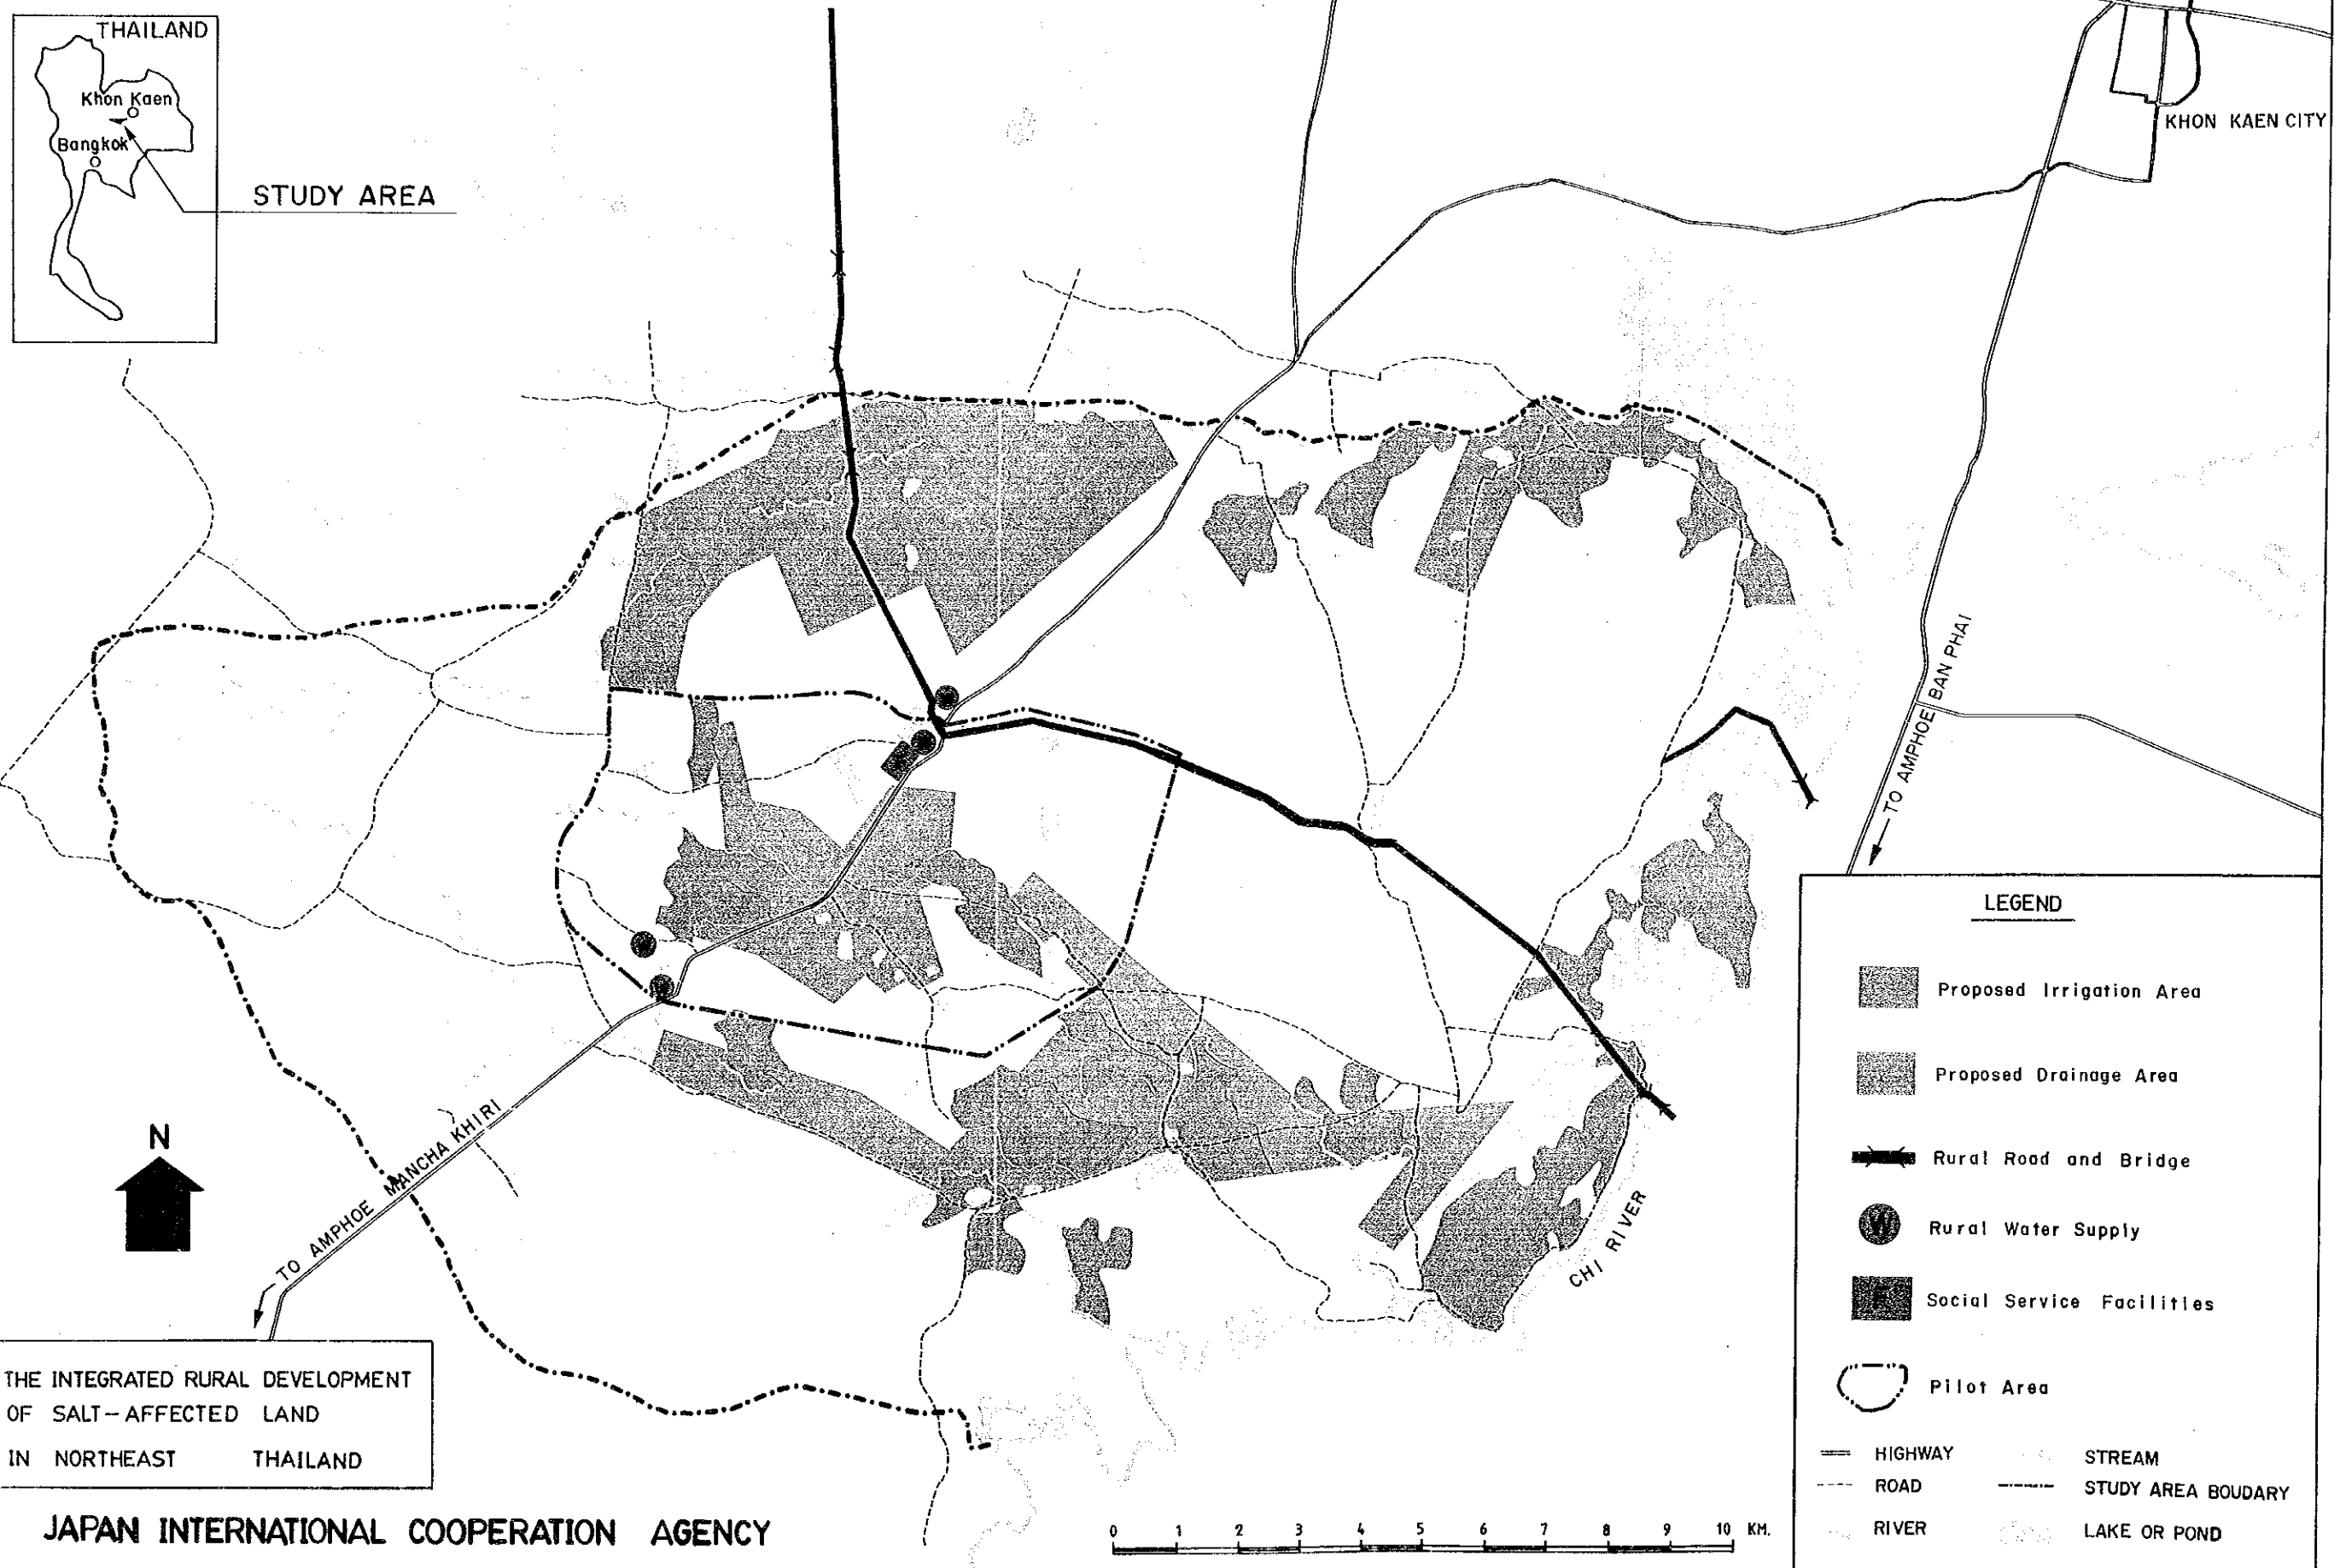 THAILAND
Khon Kaen
Bangkok
STUDY AREA
KHON KAEN CITY
TO AMPHOE BAN PHAI
W
TO AMPHOE MANCHA KHIRI
CHI RIVER
N
LEGEND
Proposed Irrigation Area
Proposed Drainage Area
Rural Road and Bridge
W Rural Water Supply
F Social Service Facilities
Pilot Area
HIGHWAY STREAM
ROAD STUDY AREA BOUDARY
RIVER LAKE OR POND
THE INTEGRATED RURAL DEVELOPMENT
OF SALT-AFFECTED LAND
IN NORTHEAST THAILAND
JAPAN INTERNATIONAL COOPERATION AGENCY
0 1 2 3 4 5 6 7 8 9 10 KM.